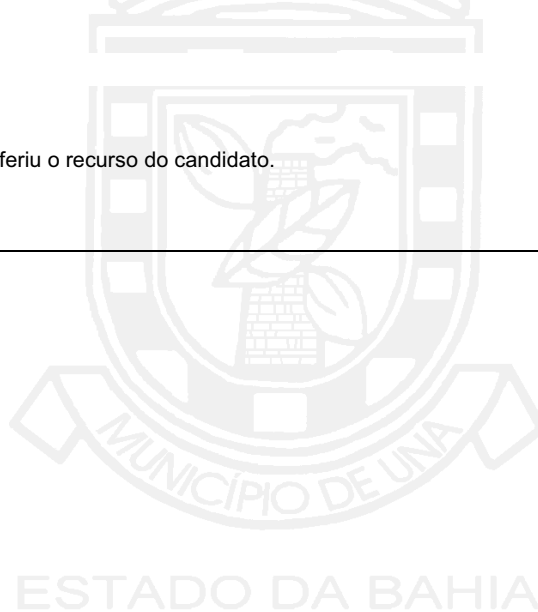 feriu o recurso do candidato.
MUNICÍPIO DE UNA
ESTADO DA BAHIA